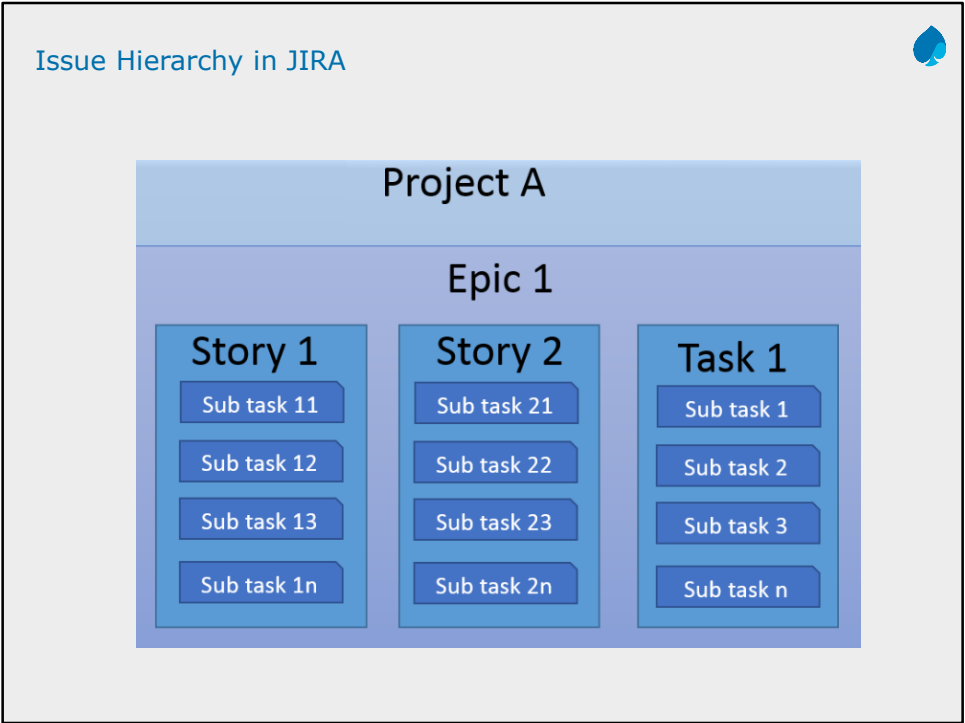 Issue Hierarchy in JIRA
Project A
Epic 1
Story 1
Sub task 11
Sub task 12
Sub task 13
Sub task 1n
Story 2
Sub task 21
Sub task 22
Sub task 23
Sub task 2n
Task 1
Sub task 1
Sub task 2
Sub task 3
Sub task n